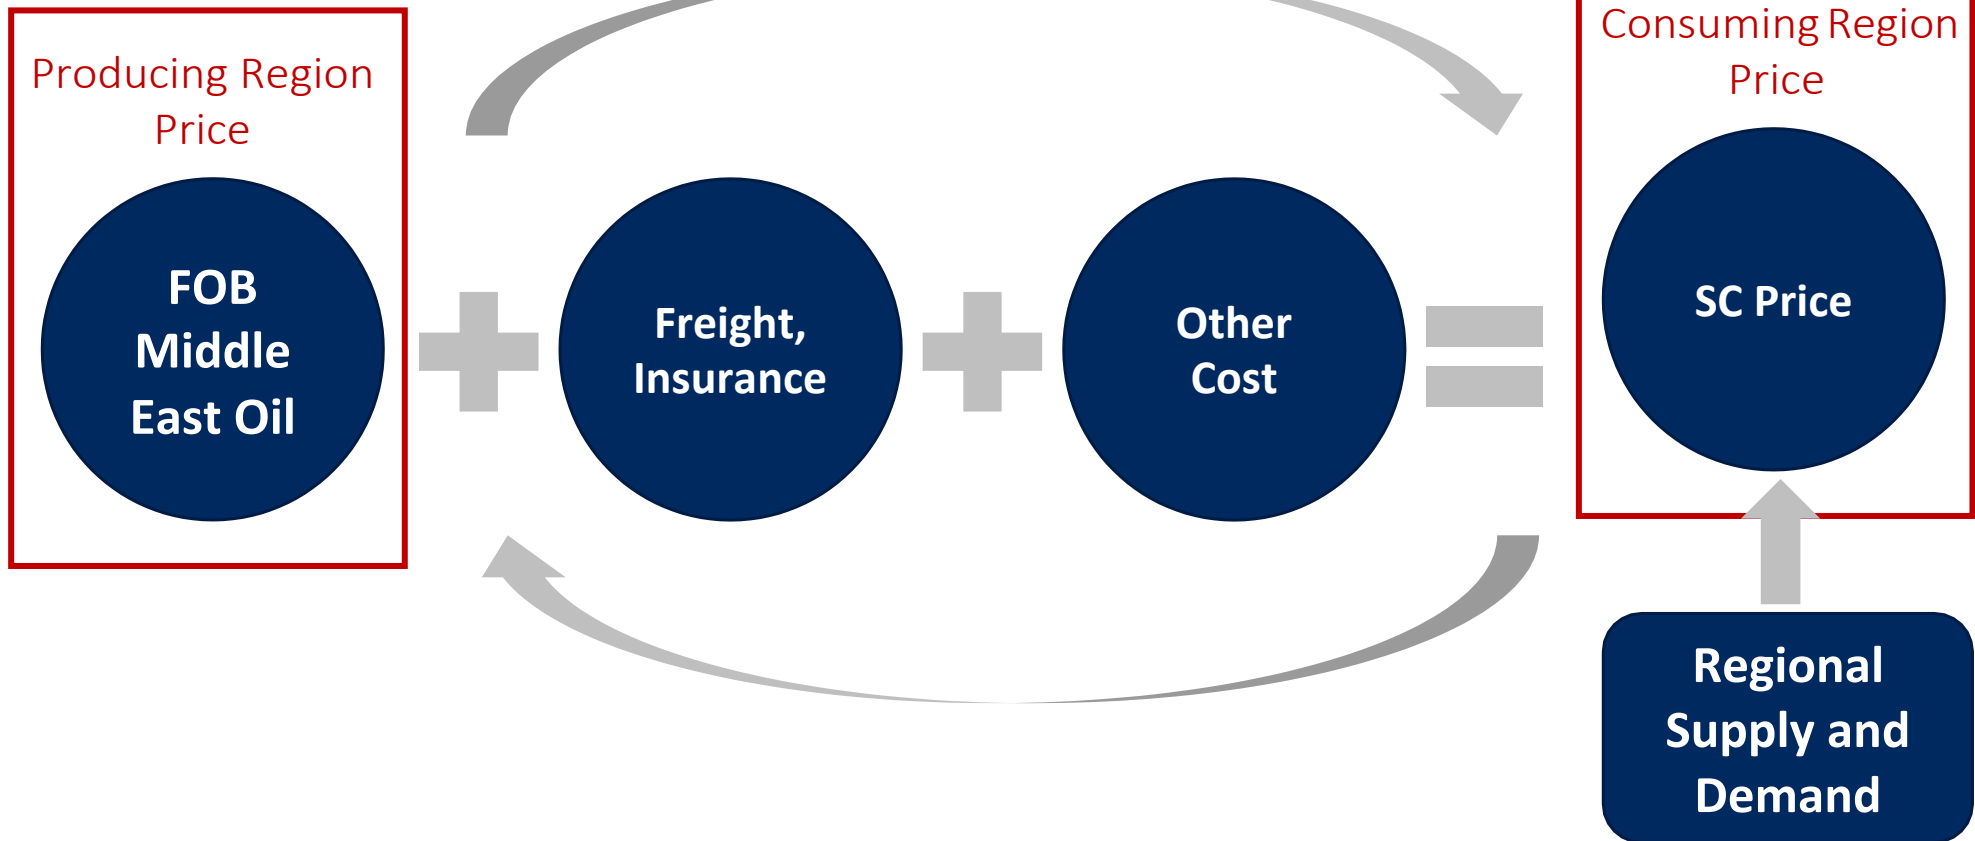 Producing Region
Price
FOB
Middle
East Oil
Freight,
Insurance
Other
Cost
Consuming Region
Price
SC Price
Regional
Supply and
Demand